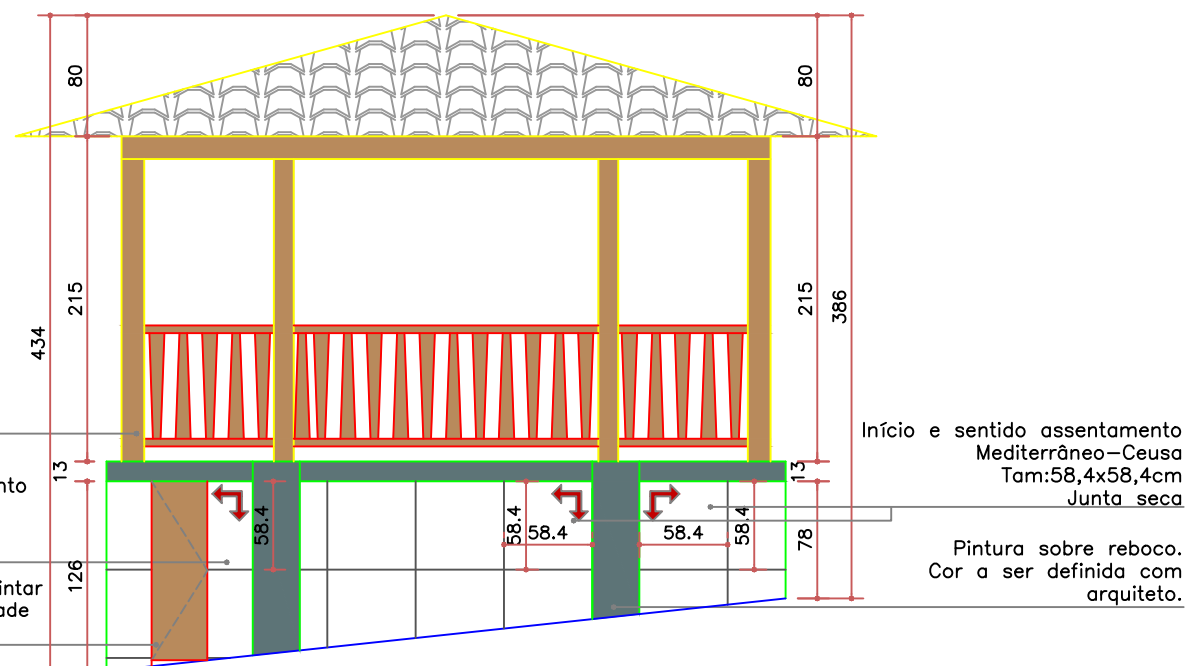 80
80
215
215
434
386
13
13
58.4
58.4
58.4
58.4
58.4
126
78
Início e sentido assentamento
Mediterrâneo-Ceusa
Tam:58,4x58,4cm
Junta seca
Pintura sobre reboco.
Cor a ser definida com
arquiteto.
nto
intar
ade